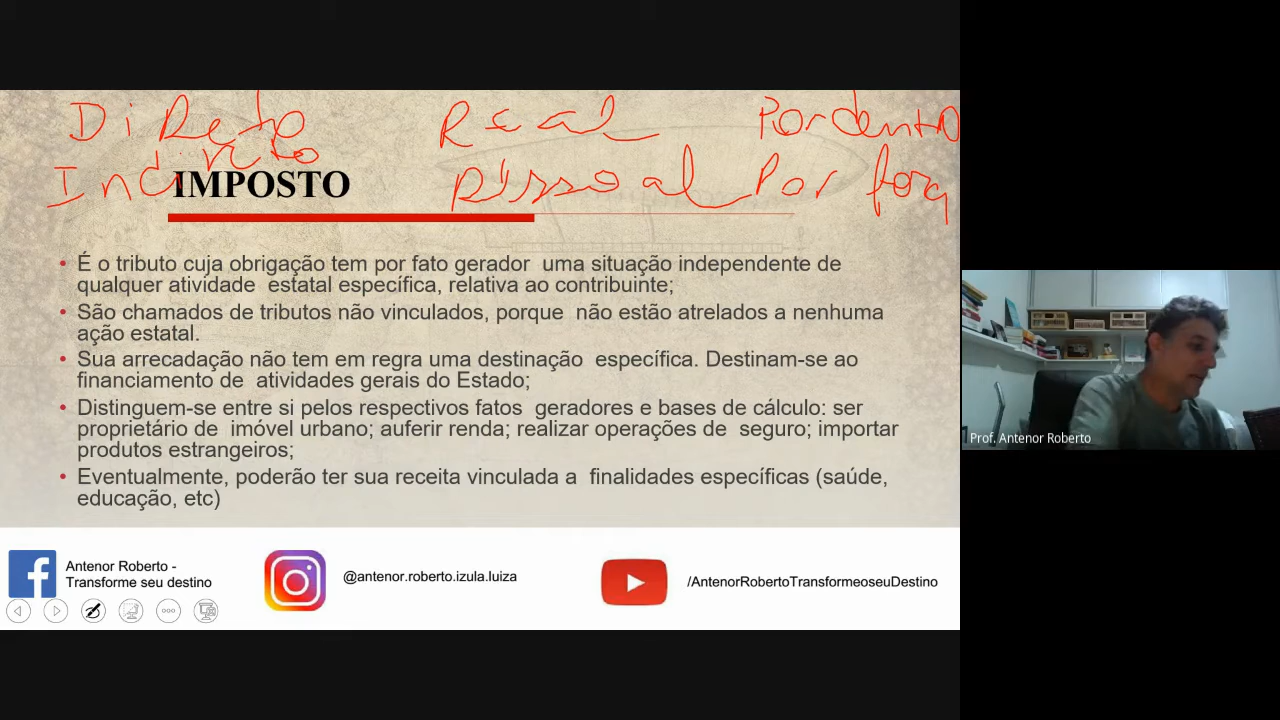 Direto Real Por dentro
Indireto Pessoal Por fora
IMPOSTO
• É o tributo cuja obrigação tem por fato gerador uma situação independente de
qualquer atividade estatal específica, relativa ao contribuinte;
• São chamados de tributos não vinculados, porque não estão atrelados a nenhuma
ação estatal.
• Sua arrecadação não tem em regra uma destinação específica. Destinam-se ao
financiamento de atividades gerais do Estado;
• Distinguem-se entre si pelos respectivos fatos geradores e bases de cálculo: ser
proprietário de imóvel urbano; auferir renda; realizar operações de seguro; importar
produtos estrangeiros;
• Eventualmente, poderão ter sua receita vinculada a finalidades específicas (saúde,
educação, etc)
Antenor Roberto -
Transforme seu destino
@antenor.roberto.izula.luiza
/AntenorRobertoTransformeoseuDestino
Prof. Antenor Roberto